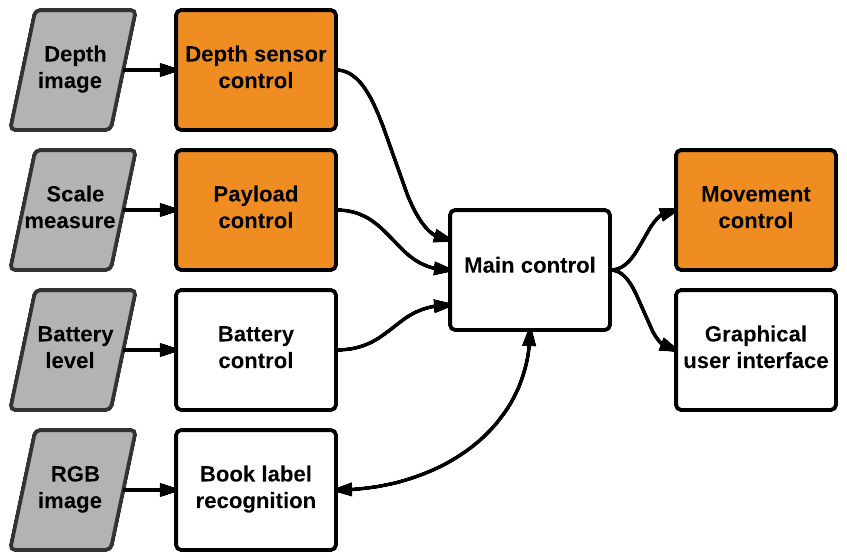 Depth
image
Depth sensor
control
Scale
measure
Payload
control
Movement
control
Main control
Battery
level
Battery
control
Graphical
user interface
RGB
image
Book label
recognition